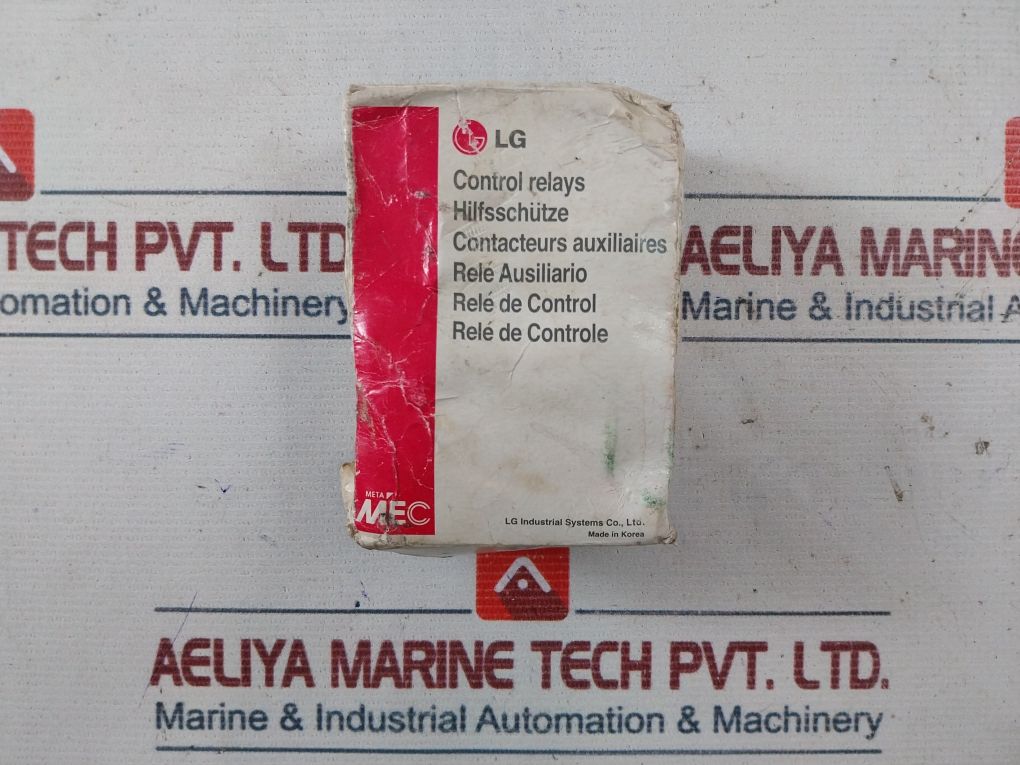 LG
Control relays
Hilfsschütze
Contacteurs auxiliaires
Relè Ausiliario
Relé de Control
Relé de Controle
META
MEC
LG Industrial Systems Co., Ltd.
Made in Korea
TECH PVT. LTD
omation & Machinery
AELIYA MARINE
Marine & Industrial A
AELIYA MARINE TECH PVT. LTD.
Marine & Industrial Automation & Machinery